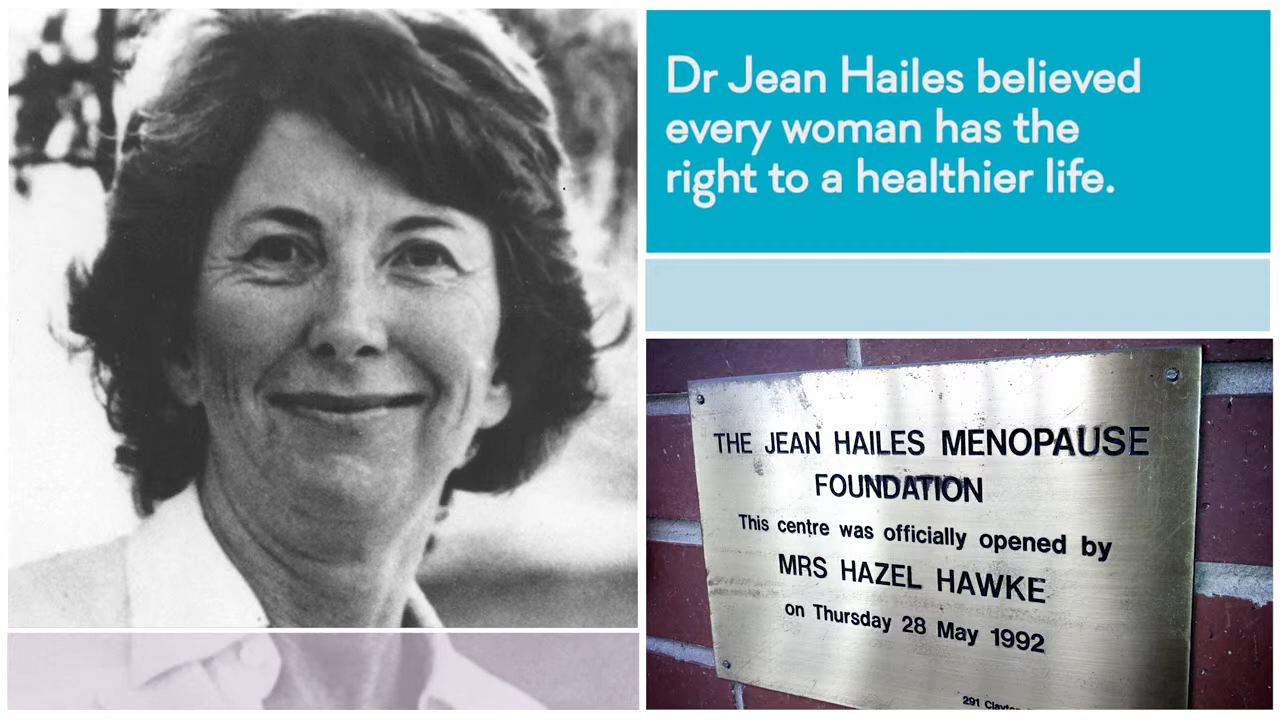 Dr Jean Hailes believed
every woman has the
right to a healthier life.
THE JEAN HAILES MENOPAUSE
FOUNDATION
This centre was officially opened by
MRS HAZEL HAWKE
on Thursday 28 May 1992
291